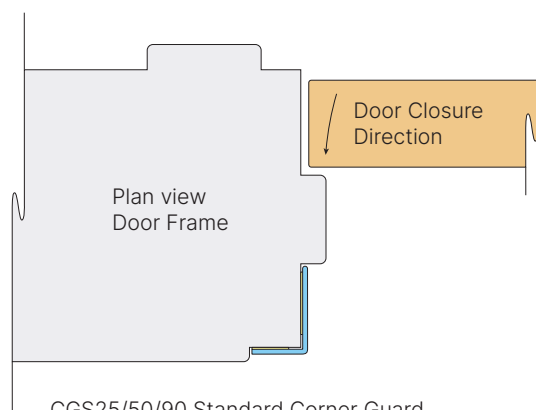 Door Closure
Direction
Plan view
Door Frame
CGS25/50/90 Standard Corner Guard